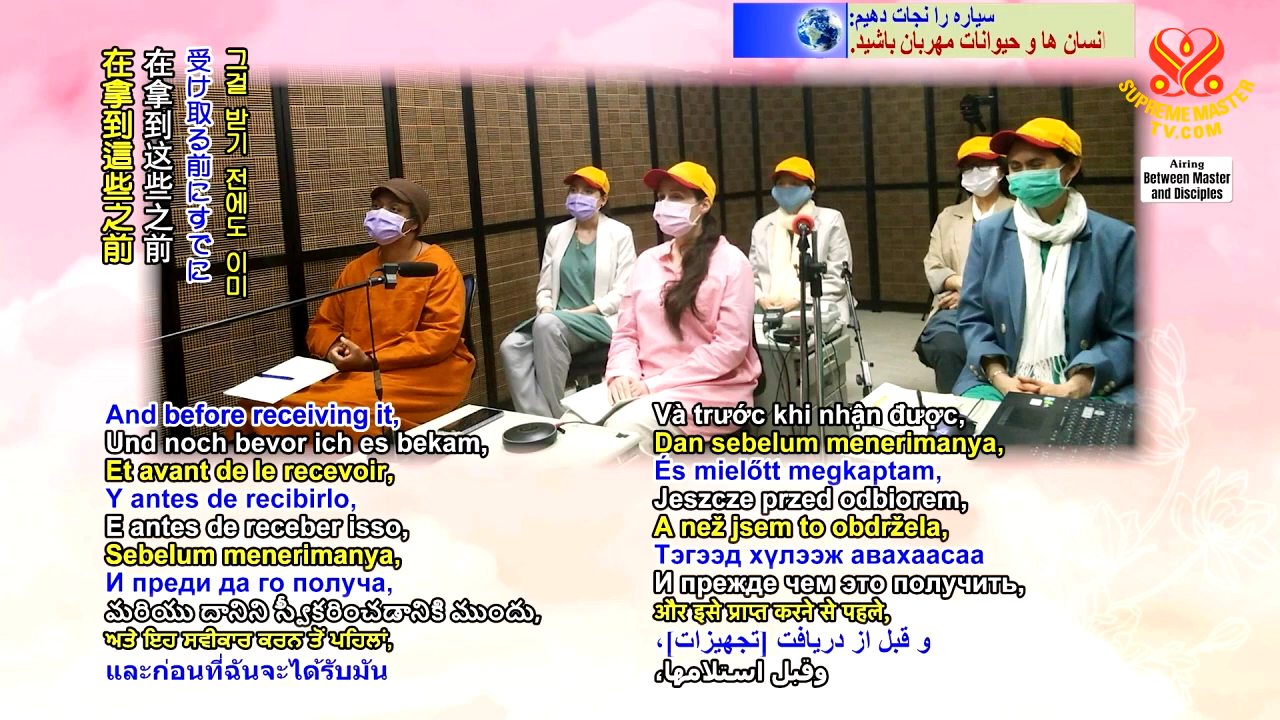 سیاره را نجات دهیم:
انسان ها و حیوانات مهربان باشید.
SUPREME MASTER
TV.COM
Airing
Between Master
and Disciples
在拿到這些之前
在拿到这些之前
受け取る前にすでに
그걸 받기 전에도 이미
And before receiving it,
Und noch bevor ich es bekam,
Et avant de le recevoir,
Y antes de recibirlo,
E antes de receber isso,
Sebelum menerimanya,
И преди да го получа,
మరియు దానిని స్వీకరించడానికి ముందు,
ਅਤੇ ਇਹ ਸਵੀਕਾਰ ਕਰਨ ਤੋਂ ਪਹਿਲਾਂ,
และก่อนที่ฉันจะได้รับมัน
Và trước khi nhận được,
Dan sebelum menerimanya,
És mielőtt megkaptam,
Jeszcze przed odbiorem,
A než jsem to obdržela,
Тэгээд хүлээж авахаасаа
И прежде чем это получить,
और इसे प्राप्त करने से पहले,
و قبل از دریافت [تجهیزات]،
وقبل استلامها،